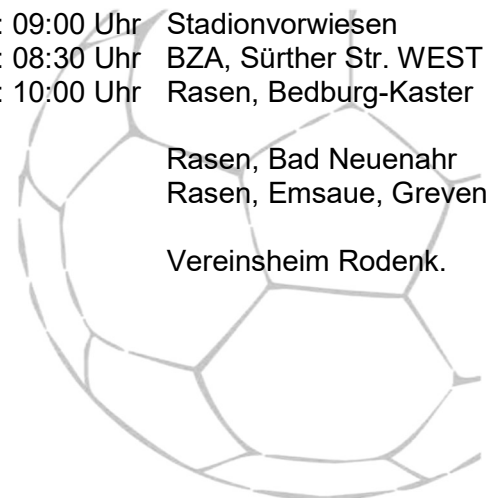 : 09:00 Uhr Stadionvorwiesen
: 08:30 Uhr BZA, Sürther Str. WEST
: 10:00 Uhr Rasen, Bedburg-Kaster
Rasen, Bad Neuenahr
Rasen, Emsaue, Greven
Vereinsheim Rodenk.